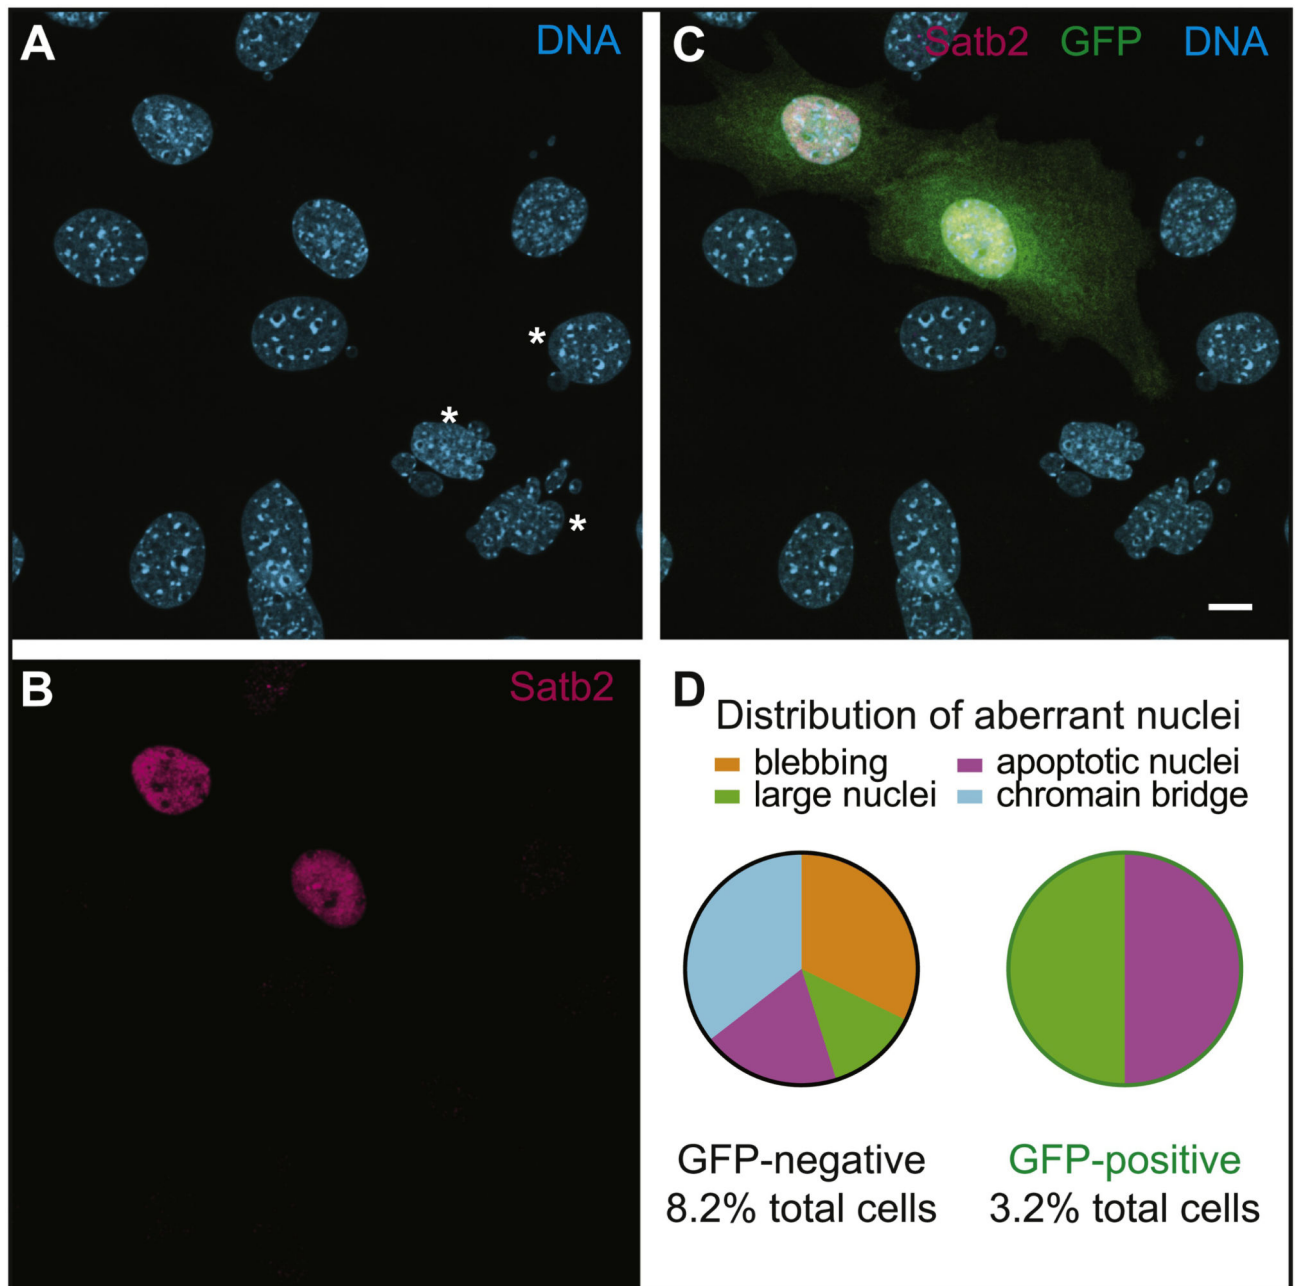 A DNA
C Satb2 GFP DNA
*
*
*
B Satb2
D
Distribution of aberrant nuclei
blebbing apoptotic nuclei
large nuclei chromain bridge
GFP-negative GFP-positive
8.2% total cells 3.2% total cells